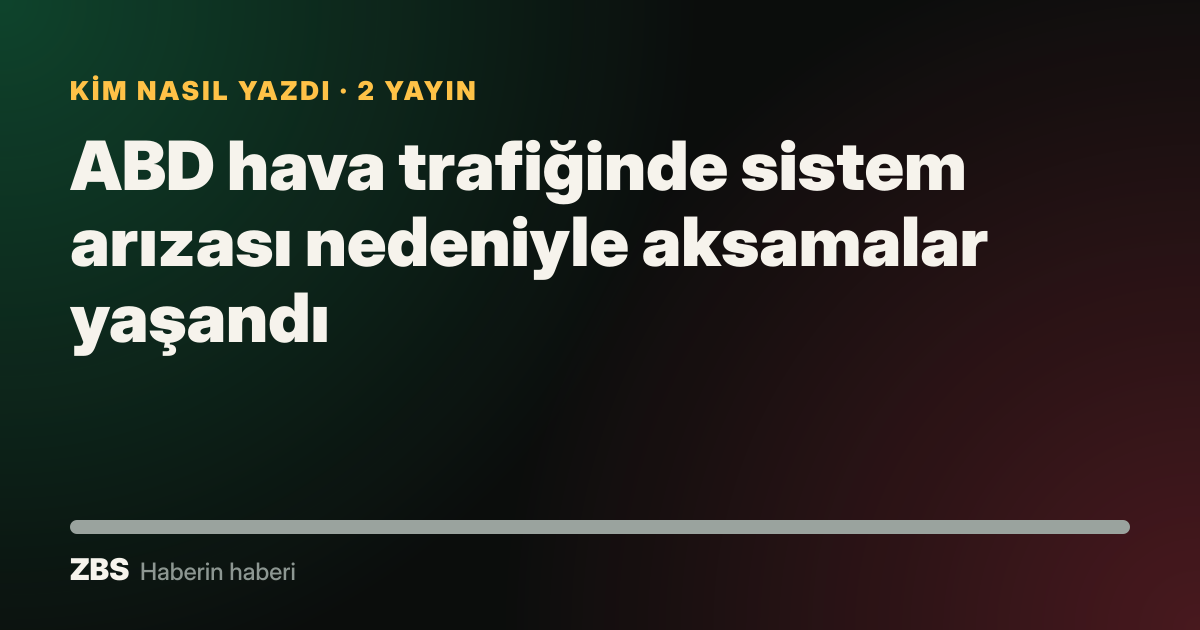 KİM NASIL YAZDI · 2 YAYIN
ABD hava trafiğinde sistem
arızası nedeniyle aksamalar
yaşandı
ZBS Haberin haberi